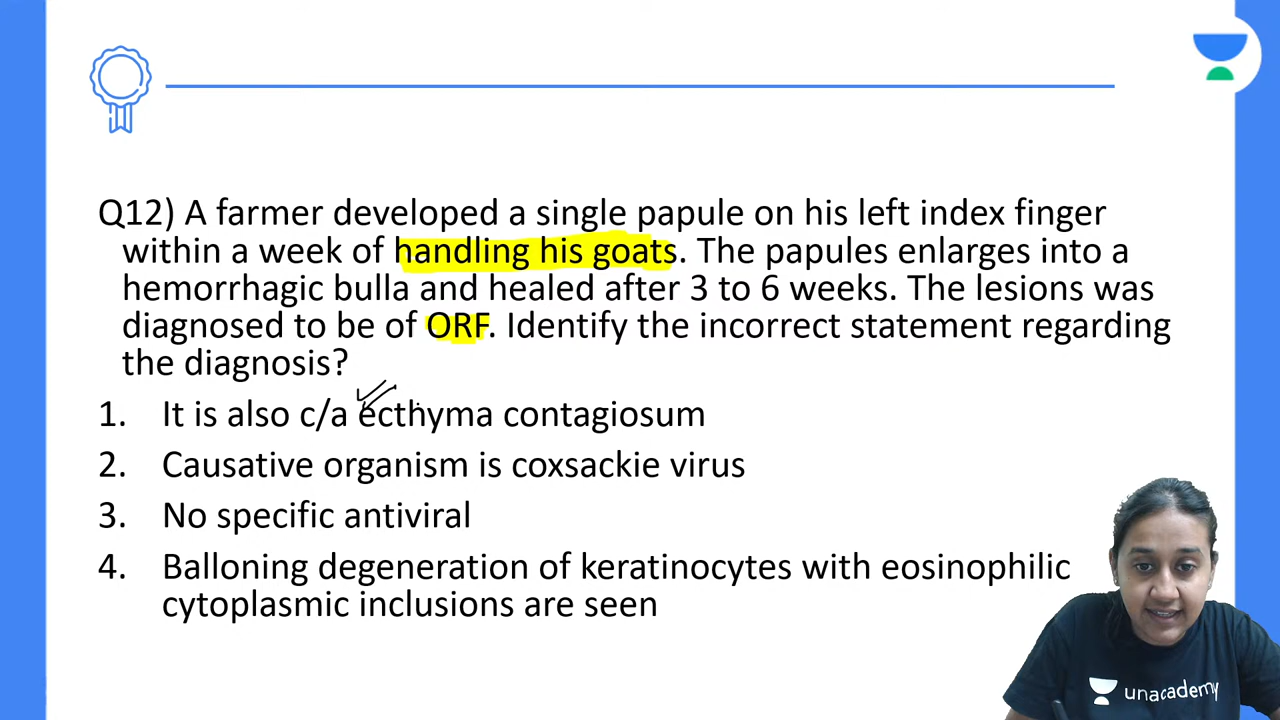 Q12) A farmer developed a single papule on his left index finger
within a week of handling his goats. The papules enlarges into a
hemorrhagic bulla and healed after 3 to 6 weeks. The lesions was
diagnosed to be of ORF. Identify the incorrect statement regarding
the diagnosis?
1. It is also c/a ecthyma contagiosum
2. Causative organism is coxsackie virus
3. No specific antiviral
4. Balloning degeneration of keratinocytes with eosinophilic
cytoplasmic inclusions are seen
unacademy